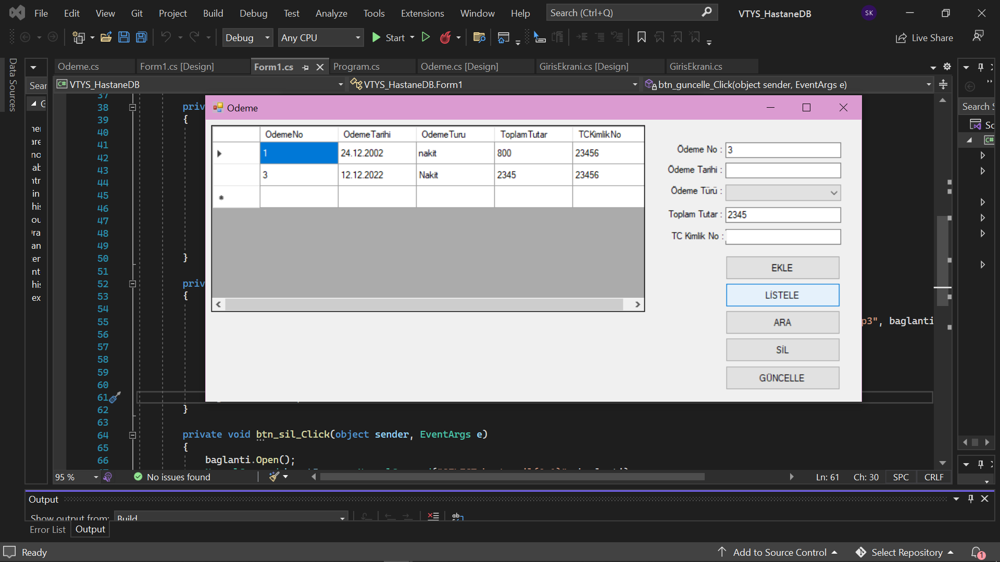 File Edit View Git Project Build Debug Test Analyze Tools Extensions Window Help Search (Ctrl+Q) VTYS_HastaneDB SK
Debug Any CPU Start Live Share
Data Sources
Odeme.cs Form1.cs [Design] Form1.cs Program.cs Odeme.cs [Design] GirisEkrani.cs [Design] GirisEkrani.cs
Sear C# VTYS_HastaneDB VTYS_HastaneDB.Form1 btn_guncelle_Click(object sender, EventArgs e)
Search
37
38 priv
39 {
40
41
42
43
44
45
46
47
48
49
50 }
51
52 priv
53 {
54
55 p3", baglanti
56
57
58
59
60
61
62 }
63
64 private void btn_sil_Click(object sender, EventArgs e)
65 {
66 baglanti.Open();
Odeme
OdemeNo OdemeTarihi OdemeTuru ToplamTutar TCKimlikNo
1 24.12.2002 nakit 800 23456
3 12.12.2022 Nakit 2345 23456
Ödeme No : 3
Ödeme Tarihi :
Ödeme Türü :
Toplam Tutar : 2345
TC Kimlik No :
EKLE
LİSTELE
ARA
SİL
GÜNCELLE
95 % No issues found Ln: 61 Ch: 30 SPC CRLF
Output
Show output from: Build
Error List Output
Ready Add to Source Control Select Repository 1